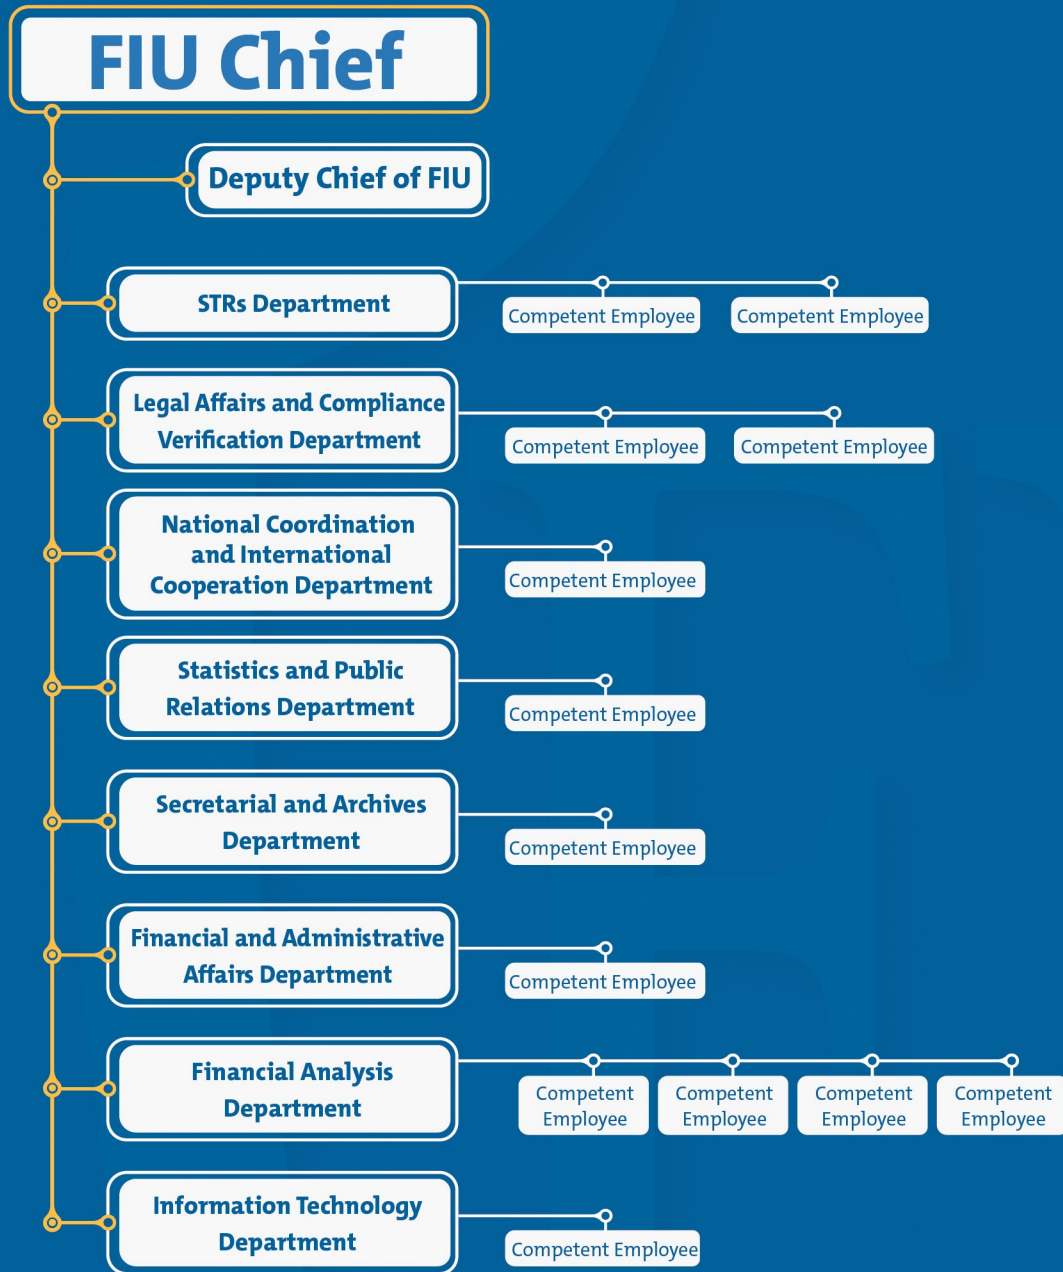 FIU Chief
Deputy Chief of FIU
STRs Department
Competent Employee
Competent Employee
Legal Affairs and Compliance
Verification Department
Competent Employee
Competent Employee
National Coordination
and International
Cooperation Department
Competent Employee
Statistics and Public
Relations Department
Competent Employee
Secretarial and Archives
Department
Competent Employee
Financial and Administrative
Affairs Department
Competent Employee
Financial Analysis
Department
Competent
Employee
Competent
Employee
Competent
Employee
Competent
Employee
Information Technology
Department
Competent Employee